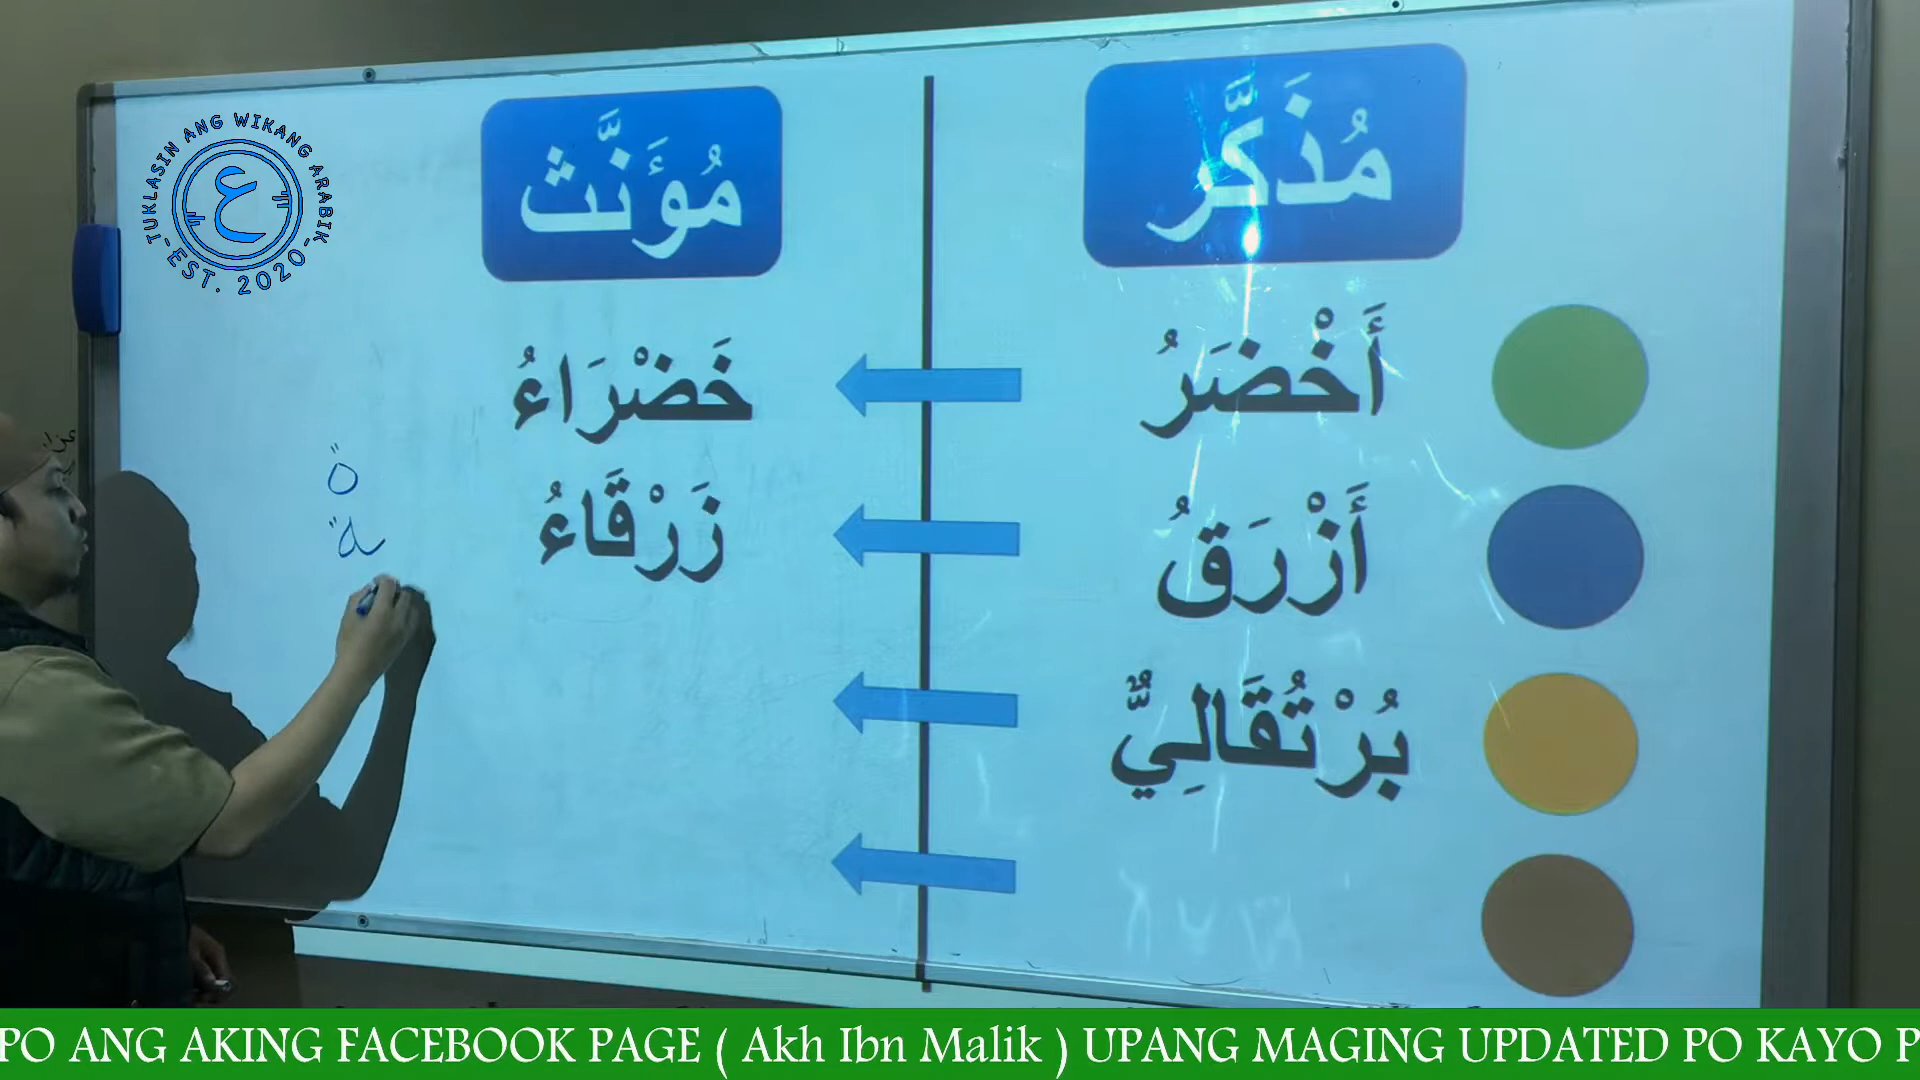 TUKLASIN ANG WIKANG ARABIK
ع
-EST. 2020-
مُذَكَّر
مُؤَنَّث
أَخْضَرُ
خَضْرَاءُ
أَزْرَقُ
زَرْقَاءُ
بُرْتُقَالِيٌّ
ة
ـة
PO ANG AKING FACEBOOK PAGE ( Akh Ibn Malik ) UPANG MAGING UPDATED PO KAYO P